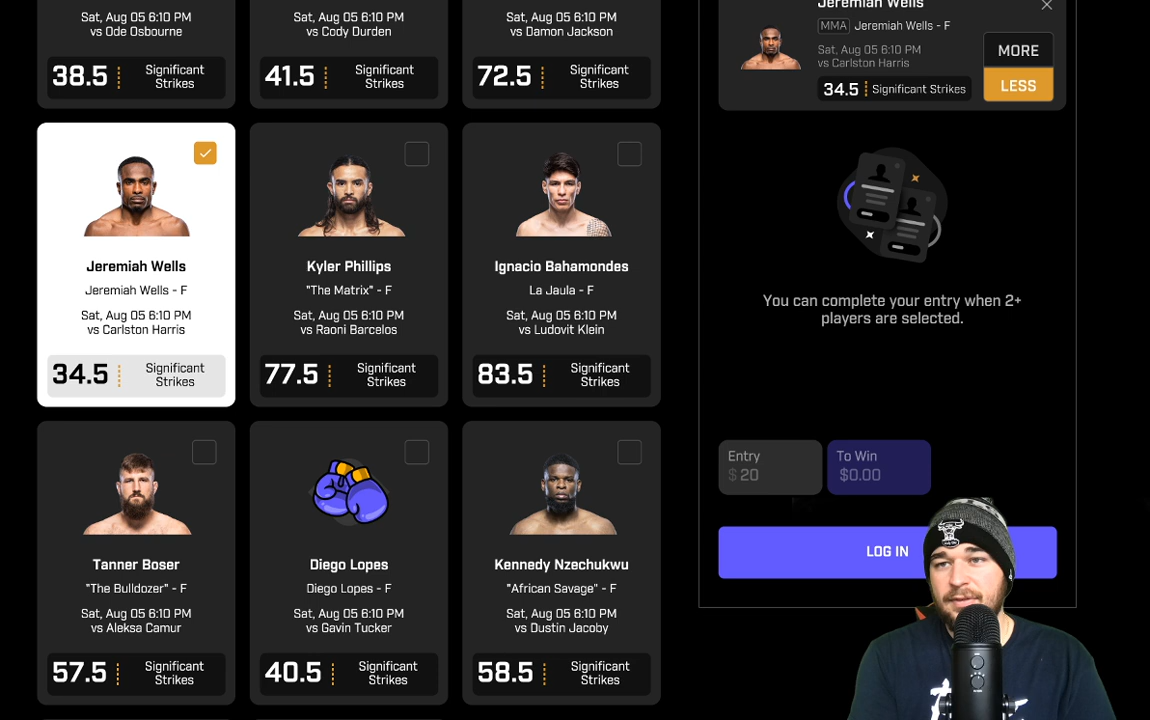 Sat, Aug 05 6:10 PM
vs Ode Osbourne
38.5
Significant
Strikes
Sat, Aug 05 6:10 PM
vs Cody Durden
41.5
Significant
Strikes
Sat, Aug 05 6:10 PM
vs Damon Jackson
72.5
Significant
Strikes
Jeremiah Wells
Jeremiah Wells - F
Sat, Aug 05 6:10 PM
vs Carlston Harris
34.5
Significant
Strikes
Kyler Phillips
"The Matrix" - F
Sat, Aug 05 6:10 PM
vs Raoni Barcelos
77.5
Significant
Strikes
Ignacio Bahamondes
La Jaula - F
Sat, Aug 05 6:10 PM
vs Ludovit Klein
83.5
Significant
Strikes
Tanner Boser
"The Bulldozer" - F
Sat, Aug 05 6:10 PM
vs Aleksa Camur
57.5
Significant
Strikes
Diego Lopes
Diego Lopes - F
Sat, Aug 05 6:10 PM
vs Gavin Tucker
40.5
Significant
Strikes
Kennedy Nzechukwu
"African Savage" - F
Sat, Aug 05 6:10 PM
vs Dustin Jacoby
58.5
Significant
Strikes
Jeremiah Wells
MMA Jeremiah Wells - F
Sat, Aug 05 6:10 PM
vs Carlston Harris
34.5 Significant Strikes
MORE
LESS
You can complete your entry when 2+
players are selected.
Entry
$ 20
To Win
$0.00
LOG IN